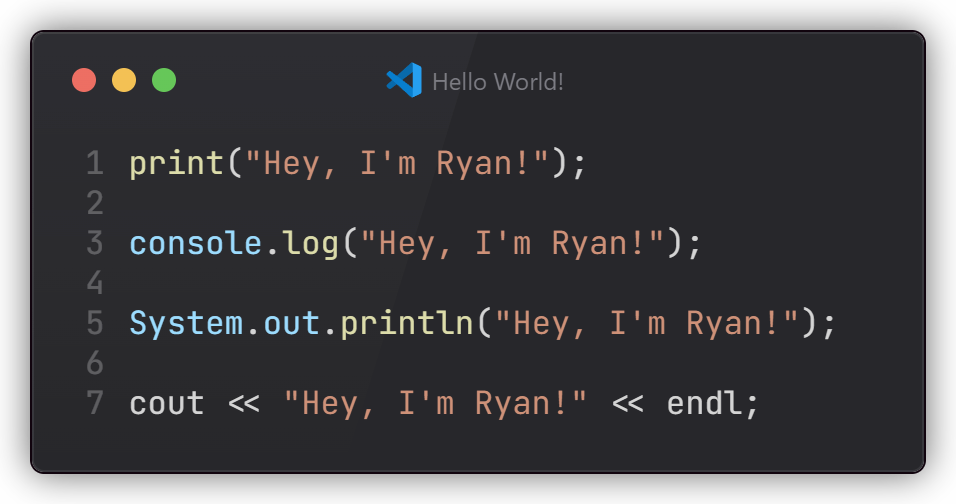 Hello World!
1 print("Hey, I'm Ryan!");
2
3 console.log("Hey, I'm Ryan!");
4
5 System.out.println("Hey, I'm Ryan!");
6
7 cout << "Hey, I'm Ryan!" << endl;